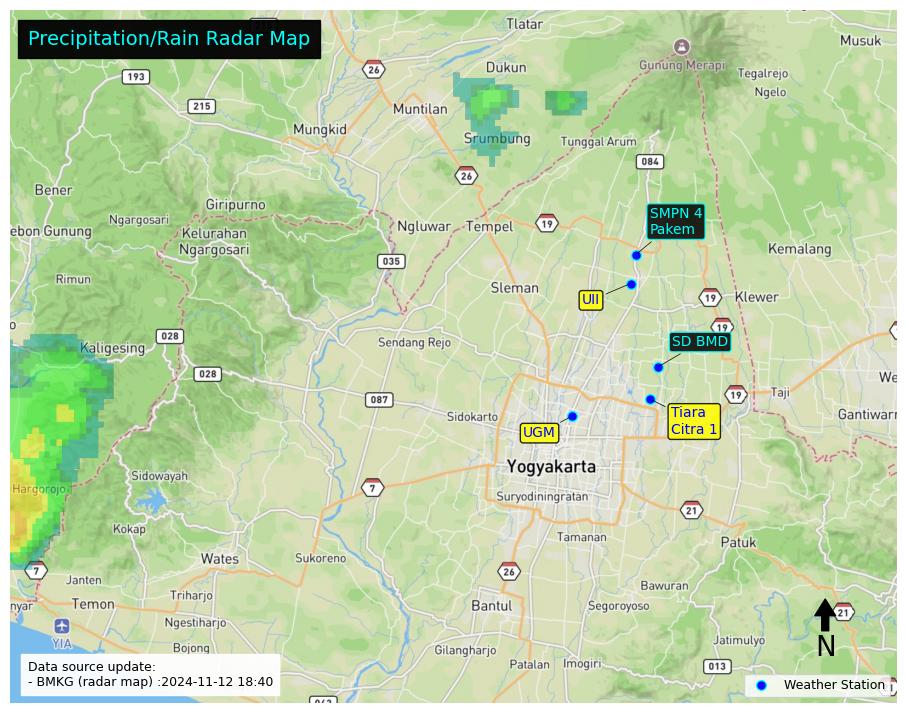 Precipitation/Rain Radar Map
Tlatar
Musuk
26
Dukun
Gunung Merapi
193
Tegalrejo
Ngelo
215
Muntilan
Mungkid
Srumbung
Tunggal Arum
084
26
Bener
Giripurno
SMPN 4
Pakem
Ngargosari
ebon Gunung
Kelurahan
Ngargosari
Ngluwar
Tempel
19
Kemalang
035
Rimun
Sleman
UII
19
Klewer
19
028
Kaligesing
Sendang Rejo
SD BMD
028
We
087
19
Taji
Sidokarto
Tiara
Citra 1
Gantiwarn
UGM
Yogyakarta
Sidowayah
Hargorojo
7
Suryodiningratan
21
Kokap
Tamanan
Patuk
Wates
Sukoreno
7
26
Janten
Bawuran
Triharjo
nyar
Temon
Bantul
Segoroyoso
21
Ngestiharjo
YIA
Jatimulyo
N
Bojong
Gilangharjo
Patalan
Imogiri
013
Data source update:
- BMKG (radar map) :2024-11-12 18:40
Weather Station